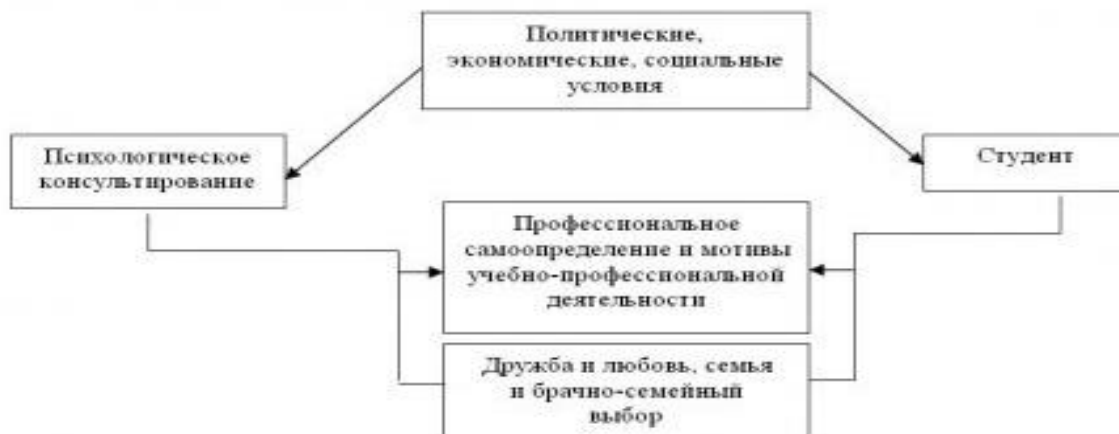 Политические,
экономические, социальные
условия
Психологическое
консультирование
Студент
Профессиональное
самоопределение и мотивы
учебно-профессиональной
деятельности
Дружба и любовь, семья
и брачно-семейный
выбор